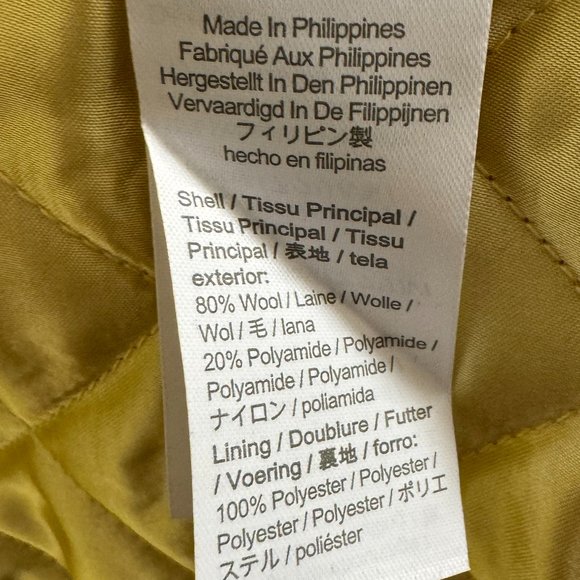 Made In Philippines
Fabriqué Aux Philippines
Hergestellt In Den Philippinen
Vervaardigd In De Filippijnen
フィリピン製
hecho en filipinas
Shell / Tissu Principal /
Tissu Principal / Tissu
Principal / 表地 / tela
exterior:
80% Wool / Laine / Wolle /
Wol / 毛 / lana
20% Polyamide / Polyamide /
Polyamide / Polyamide /
ナイロン / poliamida
Lining / Doublure / Futter
/ Voering / 裏地 / forro:
100% Polyester / Polyester /
Polyester / Polyester / ポリエ
ステル / poliéster